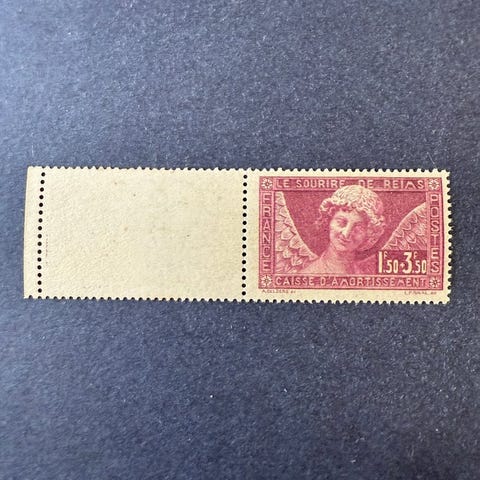 LE SOURIRE DE REIMS
FRANCE
POSTES
1F50+3F50
CAISSE D'AMORTISSEMENT